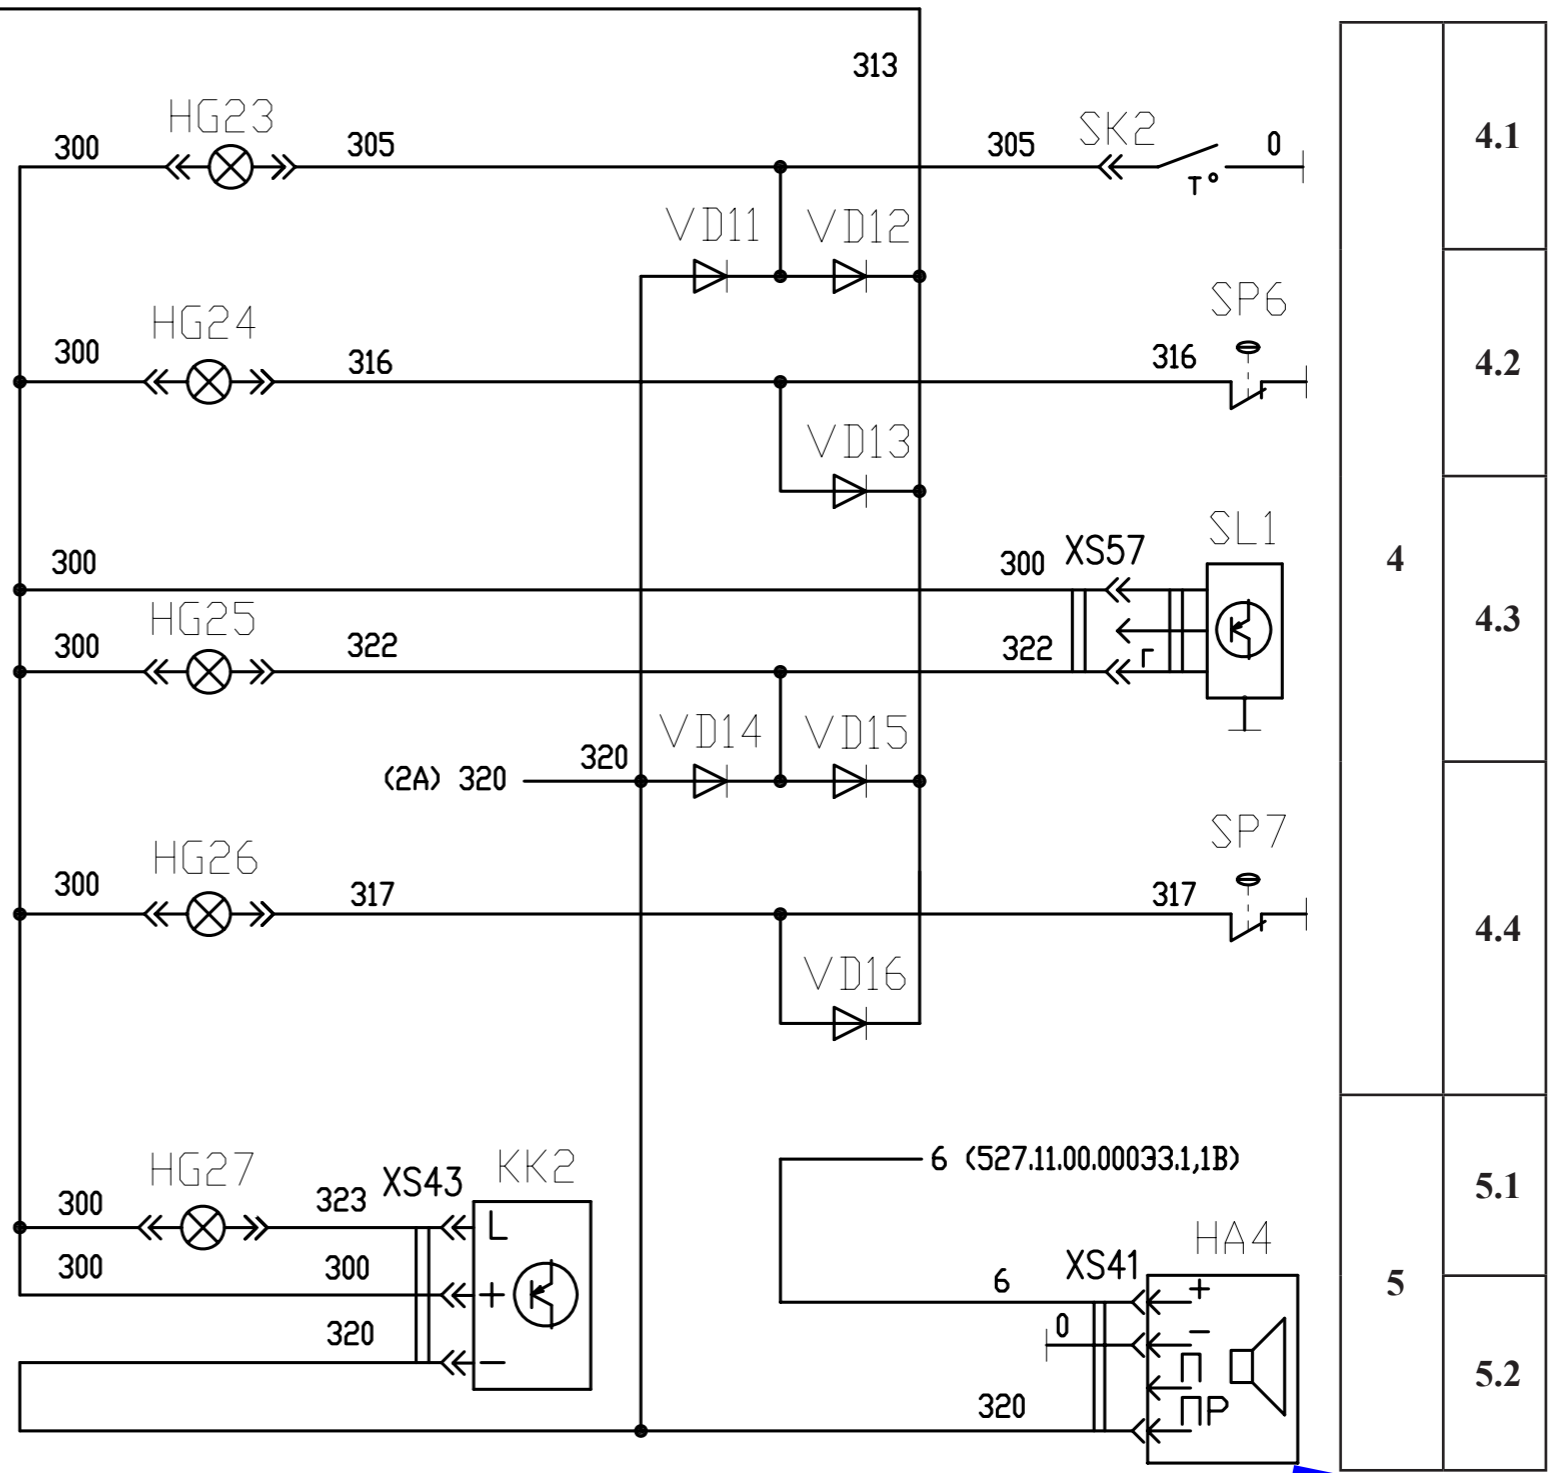 313
HG23
SK2
300
305
305
0
4.1
T°
VD11
VD12
SP6
HG24
300
316
316
4.2
VD13
SL1
XS57
300
300
4
HG25
300
322
322
Г
4.3
VD14
VD15
320
(2A) 320
SP7
HG26
300
317
317
4.4
VD16
6 (527.11.00.00033.1,1B)
HG27
XS43
KK2
300
323
L
5.1
HA4
XS41
300
300
+
6
+
5
320
−
0
−
П
5.2
320
ПР